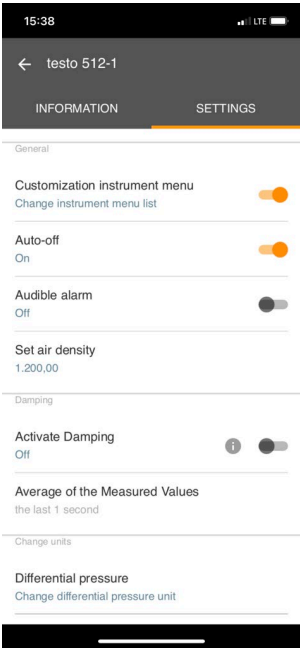 15:38
LTE
testo 512-1
INFORMATION
SETTINGS
General
Customization instrument menu
Change instrument menu list
Auto-off
On
Audible alarm
Off
Set air density
1.200,00
Damping
Activate Damping
i
Off
Average of the Measured Values
the last 1 second
Change units
Differential pressure
Change differential pressure unit